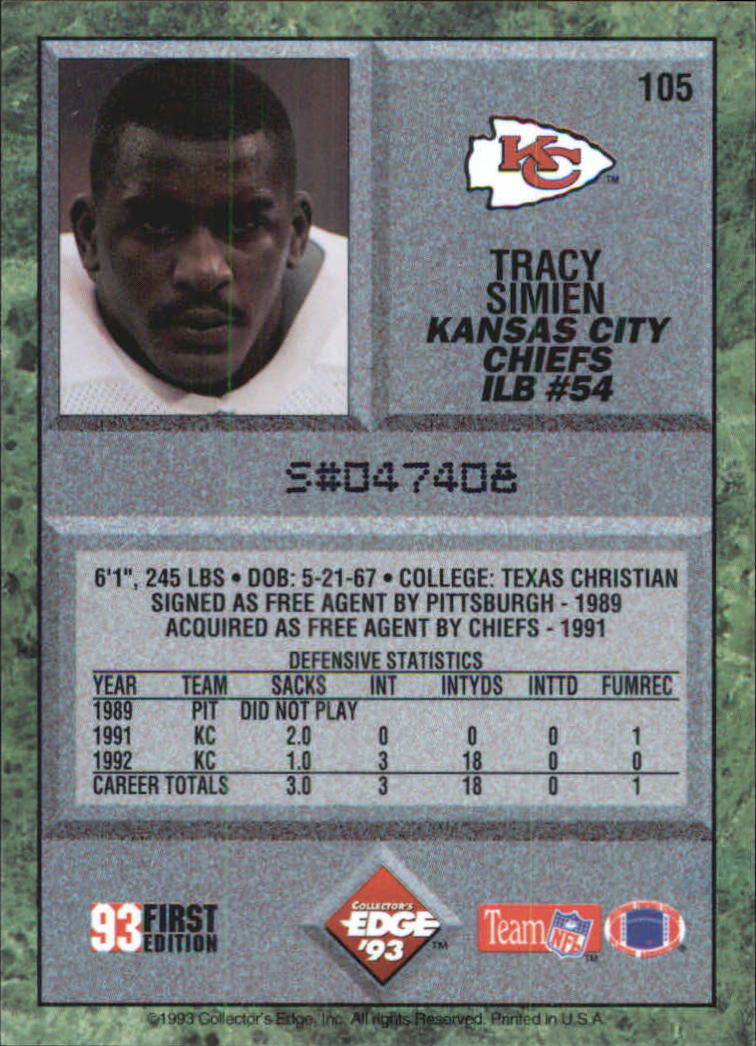 105
KC
TM
TRACY
SIMIEN
KANSAS CITY
CHIEFS
ILB #54
S#047408
6'1", 245 LBS • DOB: 5-21-67 • COLLEGE: TEXAS CHRISTIAN
SIGNED AS FREE AGENT BY PITTSBURGH - 1989
ACQUIRED AS FREE AGENT BY CHIEFS - 1991
DEFENSIVE STATISTICS
YEAR TEAM SACKS INT INTYDS INTTD FUMREC
1989 PIT DID NOT PLAY
1991 KC 2.0 0 0 0 1
1992 KC 1.0 3 18 0 0
CAREER TOTALS 3.0 3 18 0 1
93 FIRST
EDITION
COLLECTOR'S
EDGE
'93
TM
Team NFL
TM
©1993 Collector's Edge, Inc. All rights Reserved. Printed in U.S.A.